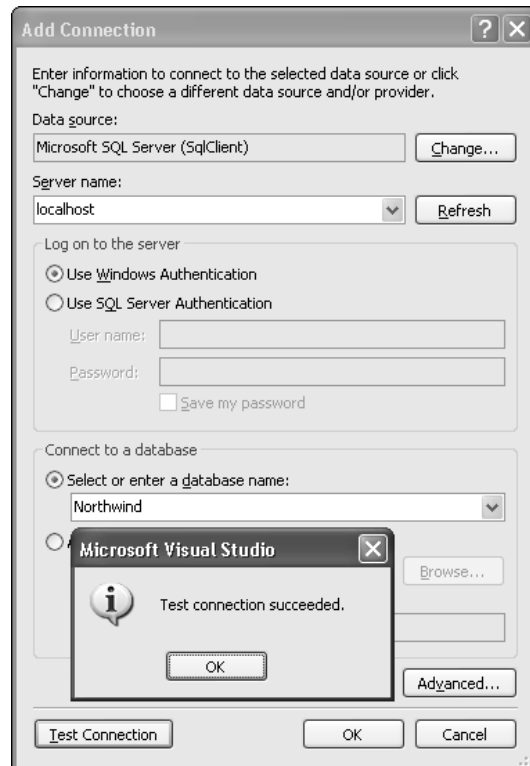 Add Connection
Enter information to connect to the selected data source or click
"Change" to choose a different data source and/or provider.
Data source:
Microsoft SQL Server (SqlClient)
Change...
Server name:
localhost
Refresh
Log on to the server
Use Windows Authentication
Use SQL Server Authentication
User name:
Password:
Save my password
Connect to a database
Select or enter a database name:
Northwind
Microsoft Visual Studio
Browse...
Test connection succeeded.
OK
Advanced...
Test Connection
OK
Cancel